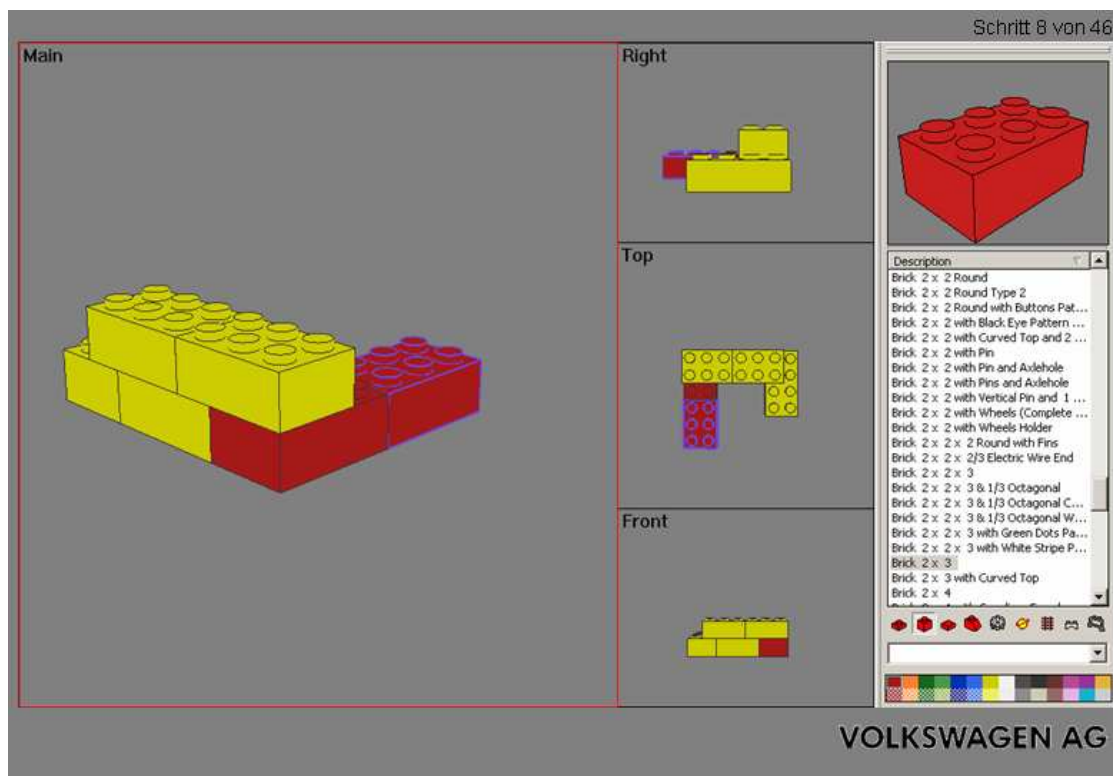 Schritt 8 von 46
Main
Right
Top
Front
Description
Brick 2 x 2 Round
Brick 2 x 2 Round Type 2
Brick 2 x 2 Round with Buttons Pat...
Brick 2 x 2 with Black Eye Pattern ...
Brick 2 x 2 with Curved Top and 2 ...
Brick 2 x 2 with Pin
Brick 2 x 2 with Pin and Axlehole
Brick 2 x 2 with Pins and Axlehole
Brick 2 x 2 with Vertical Pin and 1 ...
Brick 2 x 2 with Wheels (Complete ...
Brick 2 x 2 with Wheels Holder
Brick 2 x 2 x 2 Round with Fins
Brick 2 x 2 x 2/3 Electric Wire End
Brick 2 x 2 x 3
Brick 2 x 2 x 3 & 1/3 Octagonal
Brick 2 x 2 x 3 & 1/3 Octagonal C...
Brick 2 x 2 x 3 & 1/3 Octagonal W...
Brick 2 x 2 x 3 with Green Dots Pa...
Brick 2 x 2 x 3 with White Stripe P...
Brick 2 x 3
Brick 2 x 3 with Curved Top
Brick 2 x 4
VOLKSWAGEN AG